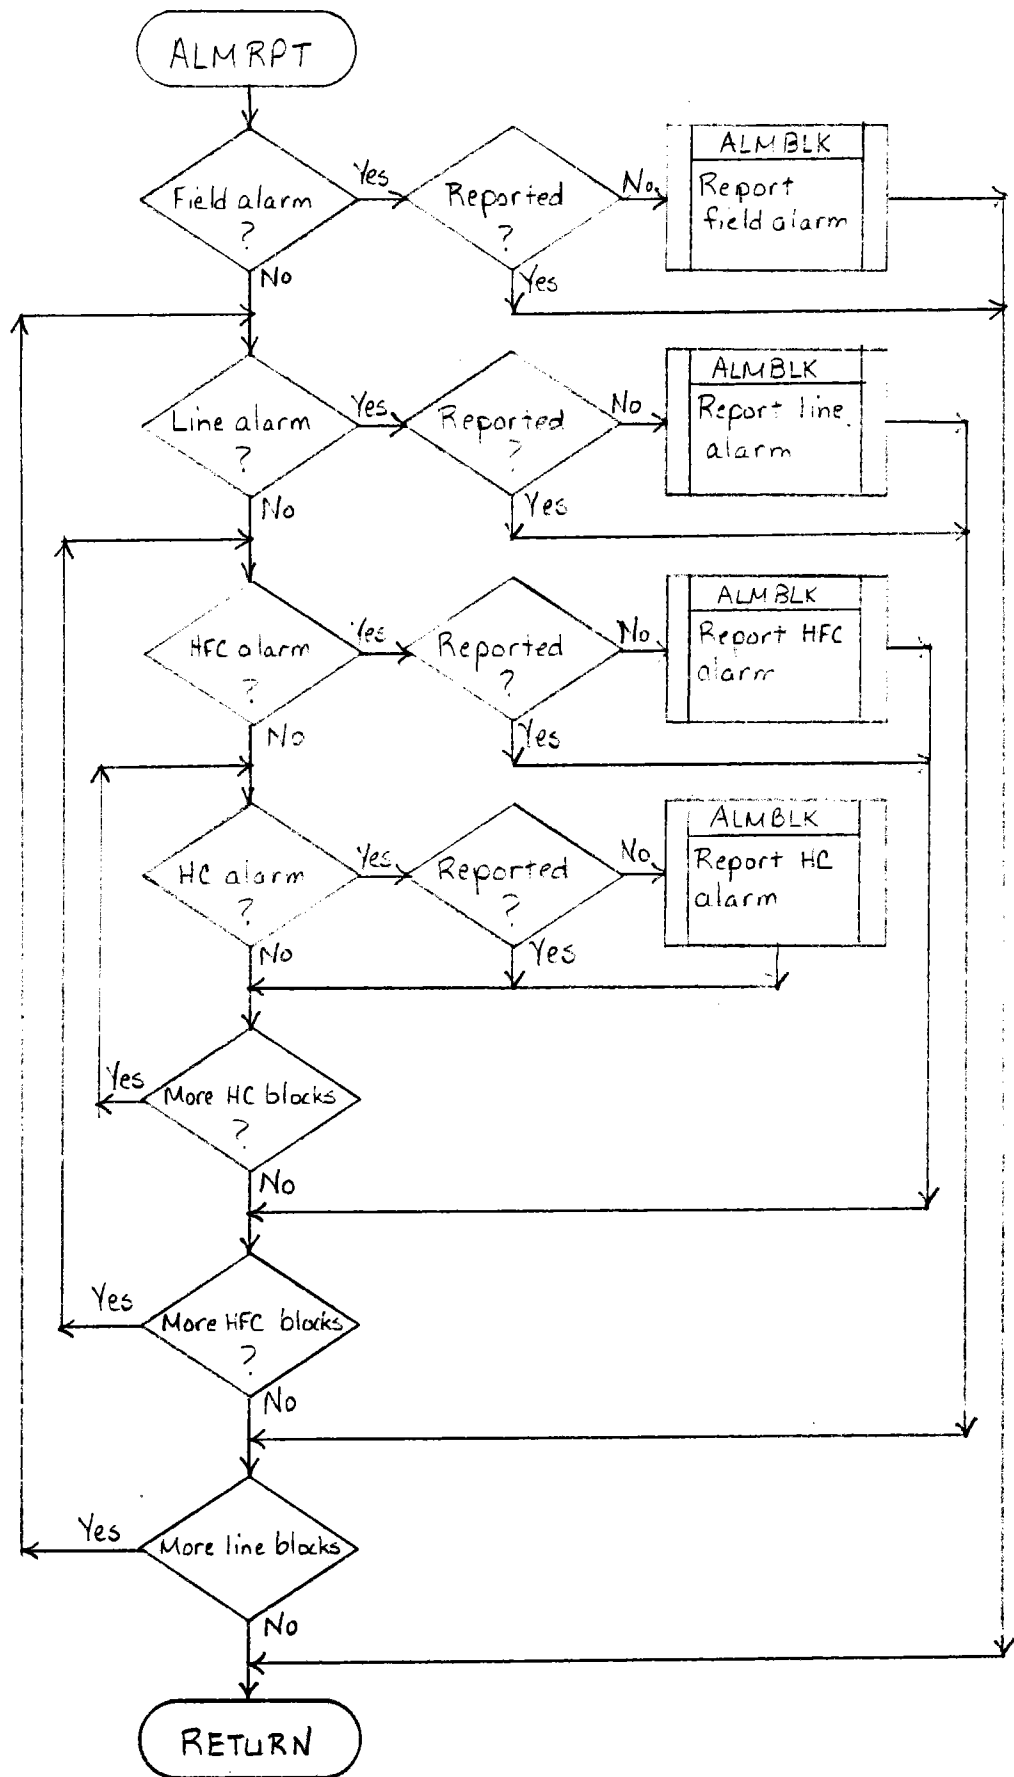 ALMRPT
Field alarm
?
Yes
No
Reported
?
No
Yes
ALMBLK
Report
field alarm
Line alarm
?
Yes
No
Reported
?
No
Yes
ALMBLK
Report line
alarm
HFC alarm
?
Yes
No
Reported
?
No
Yes
ALMBLK
Report HFC
alarm
HC alarm
?
Yes
No
Reported
?
No
Yes
ALMBLK
Report HC
alarm
More HC blocks
?
Yes
No
More HFC blocks
?
Yes
No
More line blocks
Yes
No
RETURN